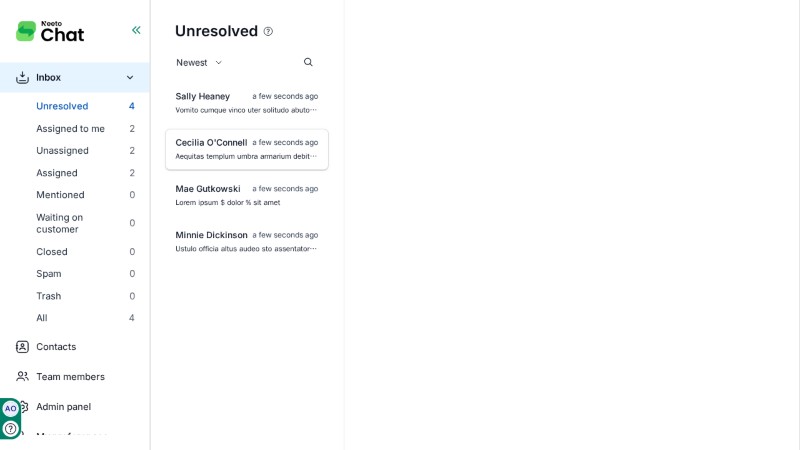 Neeto
Chat
Inbox
Unresolved 4
Assigned to me 2
Unassigned 2
Assigned 2
Mentioned 0
Waiting on
customer 0
Closed 0
Spam 0
Trash 0
All 4
Contacts
Team members
Admin panel
AO
Unresolved
Newest
Sally Heaney a few seconds ago
Vomito cumque vinco uter solitudo abuto...
Cecilia O'Connell a few seconds ago
Aequitas templum umbra armarium debit...
Mae Gutkowski a few seconds ago
Lorem ipsum $ dolor % sit amet
Minnie Dickinson a few seconds ago
Ustulo officia altus audeo sto assentator...